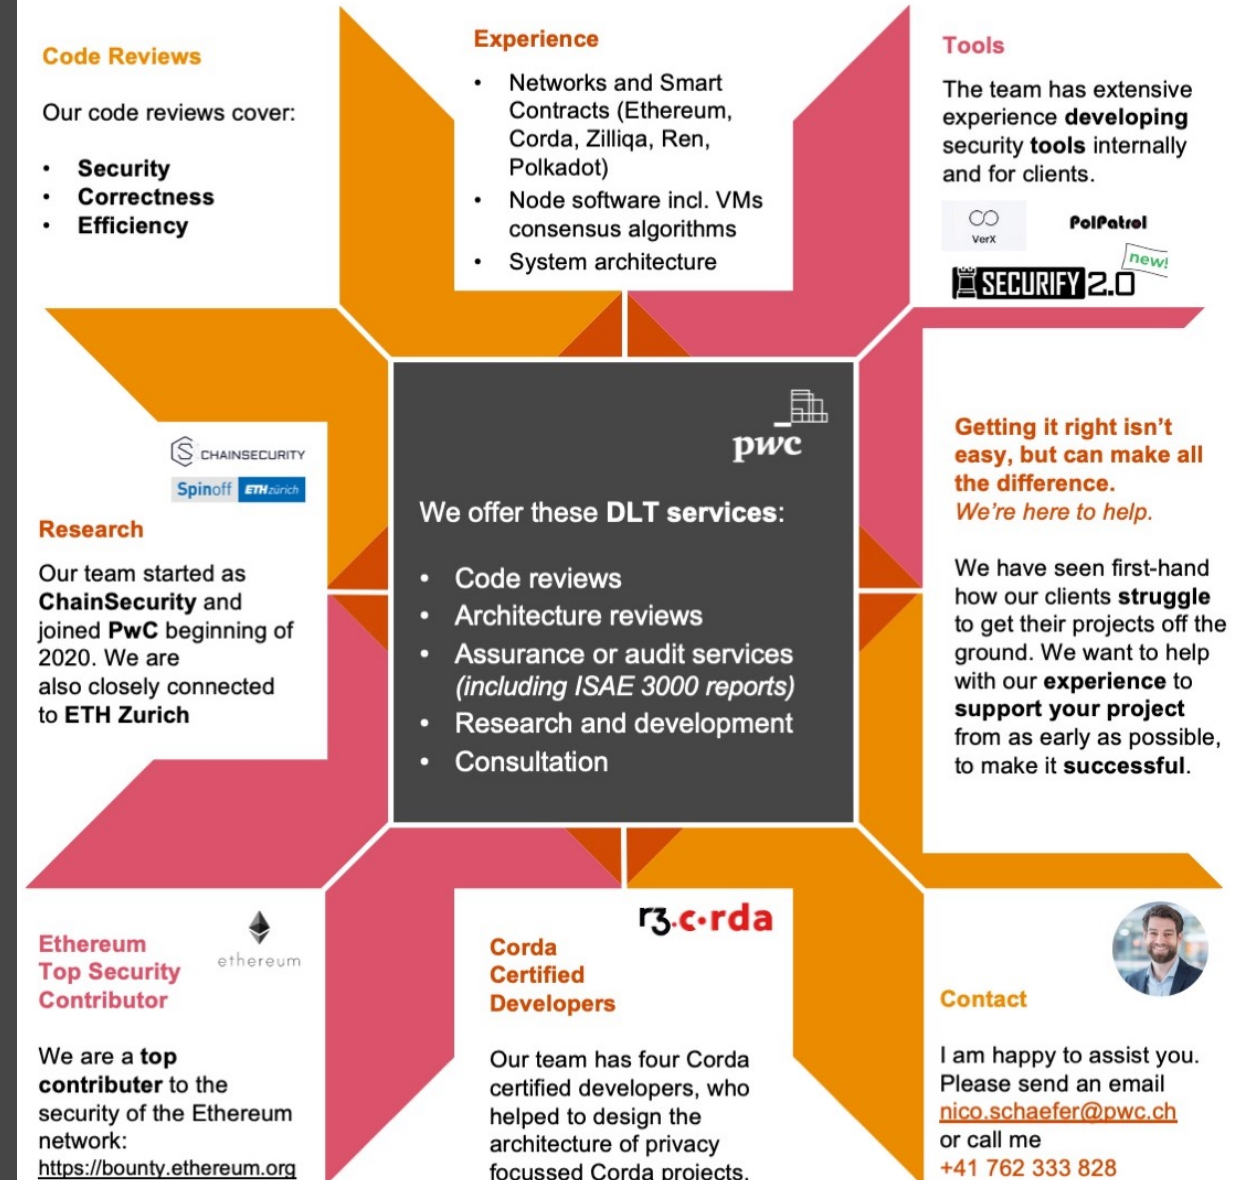 Code Reviews
Our code reviews cover:
• Security
• Correctness
• Efficiency
Experience
• Networks and Smart
Contracts (Ethereum,
Corda, Zilliqa, Ren,
Polkadot)
• Node software incl. VMs
consensus algorithms
• System architecture
Tools
The team has extensive
experience developing
security tools internally
and for clients.
VerX
PolPatrol
new!
SECURIFY 2.0
CHAINSECURITY
Spinoff ETH zürich
Research
Our team started as
ChainSecurity and
joined PwC beginning of
2020. We are
also closely connected
to ETH Zurich
pwc
We offer these DLT services:
• Code reviews
• Architecture reviews
• Assurance or audit services
(including ISAE 3000 reports)
• Research and development
• Consultation
Getting it right isn’t
easy, but can make all
the difference.
We’re here to help.
We have seen first-hand
how our clients struggle
to get their projects off the
ground. We want to help
with our experience to
support your project
from as early as possible,
to make it successful.
Ethereum
Top Security
Contributor
ethereum
We are a top
contributer to the
security of the Ethereum
network:
https://bounty.ethereum.org
r3.c•rda
Corda
Certified
Developers
Our team has four Corda
certified developers, who
helped to design the
architecture of privacy
focussed Corda projects.
Contact
I am happy to assist you.
Please send an email
nico.schaefer@pwc.ch
or call me
+41 762 333 828